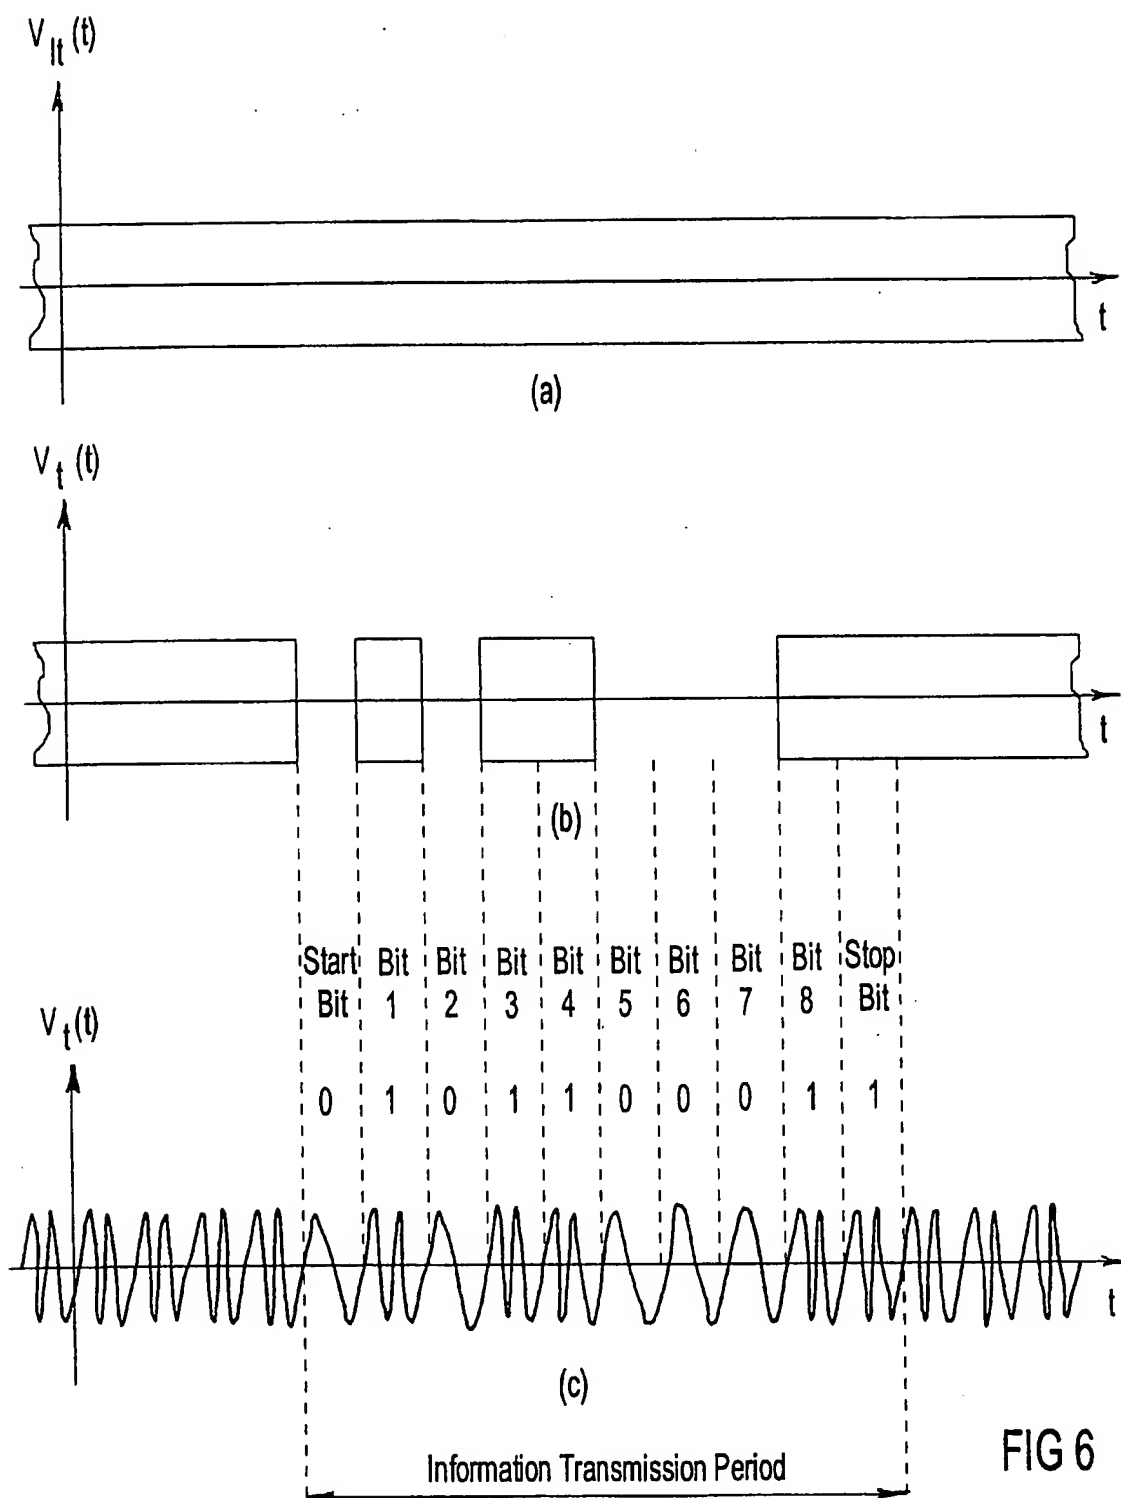 V_lt (t)
t
(a)
V_t (t)
t
(b)
Start Bit Bit Bit Bit Bit Bit Bit Bit Stop
Bit 1 2 3 4 5 6 7 8 Bit
V_t(t)
0 1 0 1 1 0 0 0 1 1
t
(c)
FIG 6
Information Transmission Period